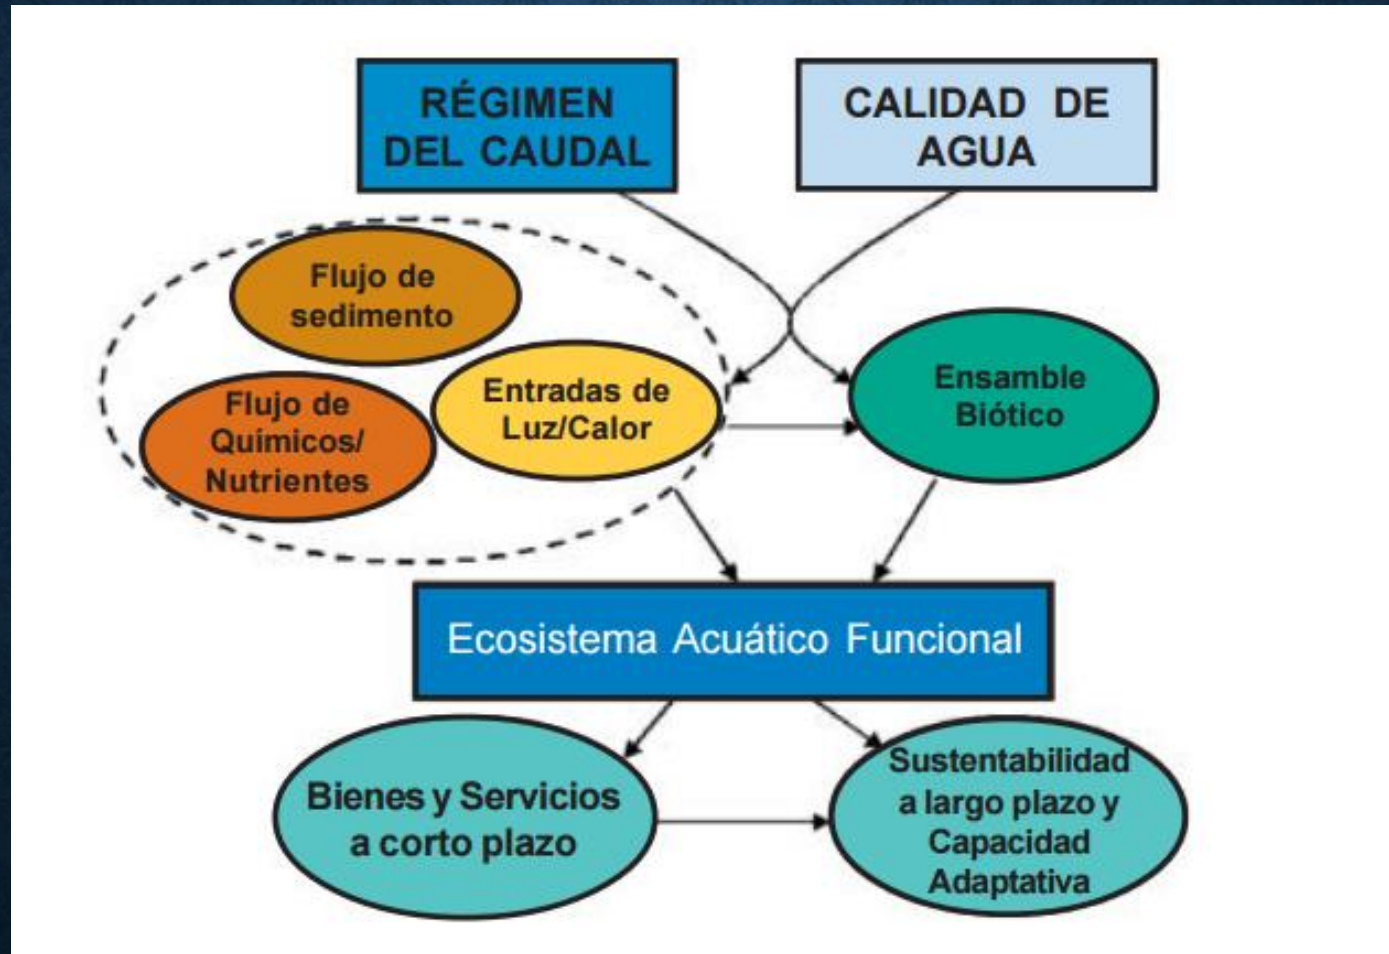 RÉGIMEN
DEL CAUDAL
CALIDAD DE
AGUA
Flujo de
sedimento
Entradas de
Luz/Calor
Flujo de
Quimicos/
Nutrientes
Ensamble
Biótico
Ecosistema Acuático Funcional
Bienes y Servicios
a corto plazo
Sustentabilidad
a largo plazo y
Capacidad
Adaptativa